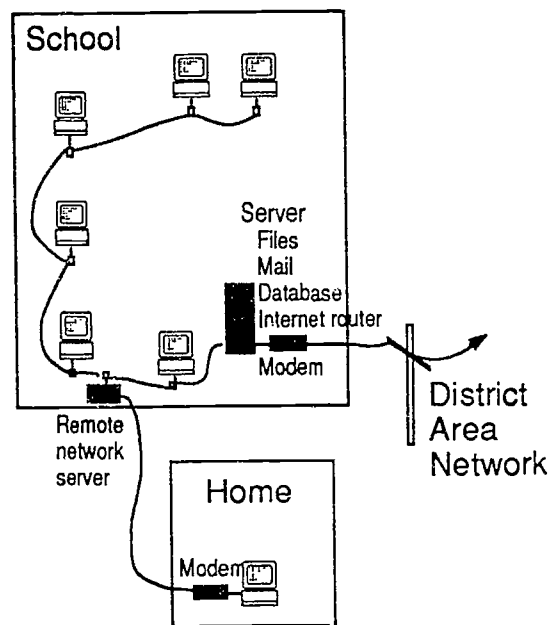 School
Server
Files
Mail
Database
Internet router
Modem
District
Area
Network
Remote
network
server
Home
Modem